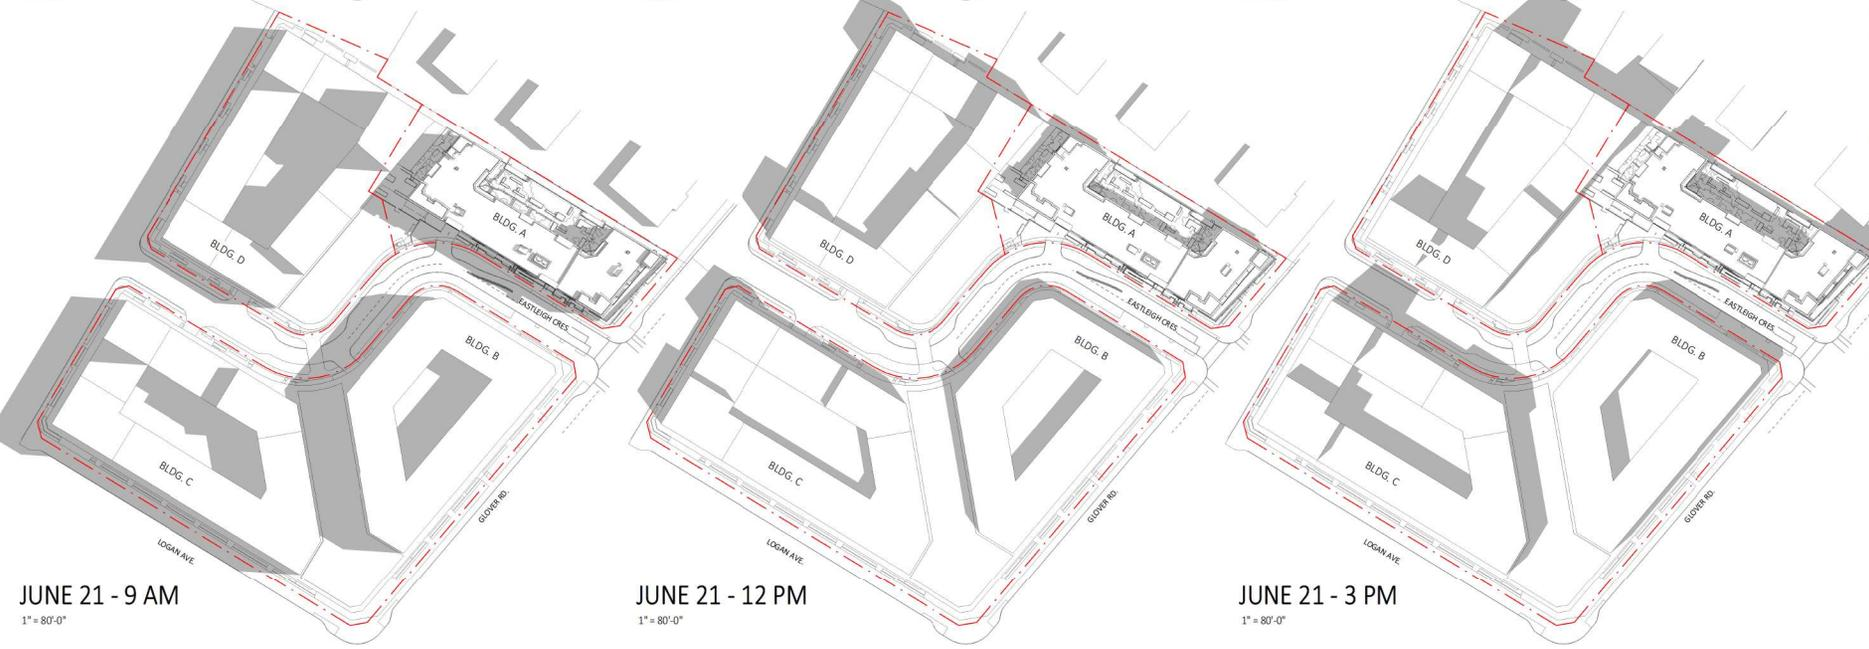 BLDG. A
BLDG. D
EASTLEIGH CRES.
BLDG. B
BLDG. C
GLOVER RD.
LOGAN AVE.
JUNE 21 - 9 AM
1" = 80'-0"
BLDG. A
BLDG. D
EASTLEIGH CRES.
BLDG. B
BLDG. C
GLOVER RD.
LOGAN AVE.
JUNE 21 - 12 PM
1" = 80'-0"
BLDG. A
BLDG. D
EASTLEIGH CRES.
BLDG. B
BLDG. C
GLOVER RD.
LOGAN AVE.
JUNE 21 - 3 PM
1" = 80'-0"